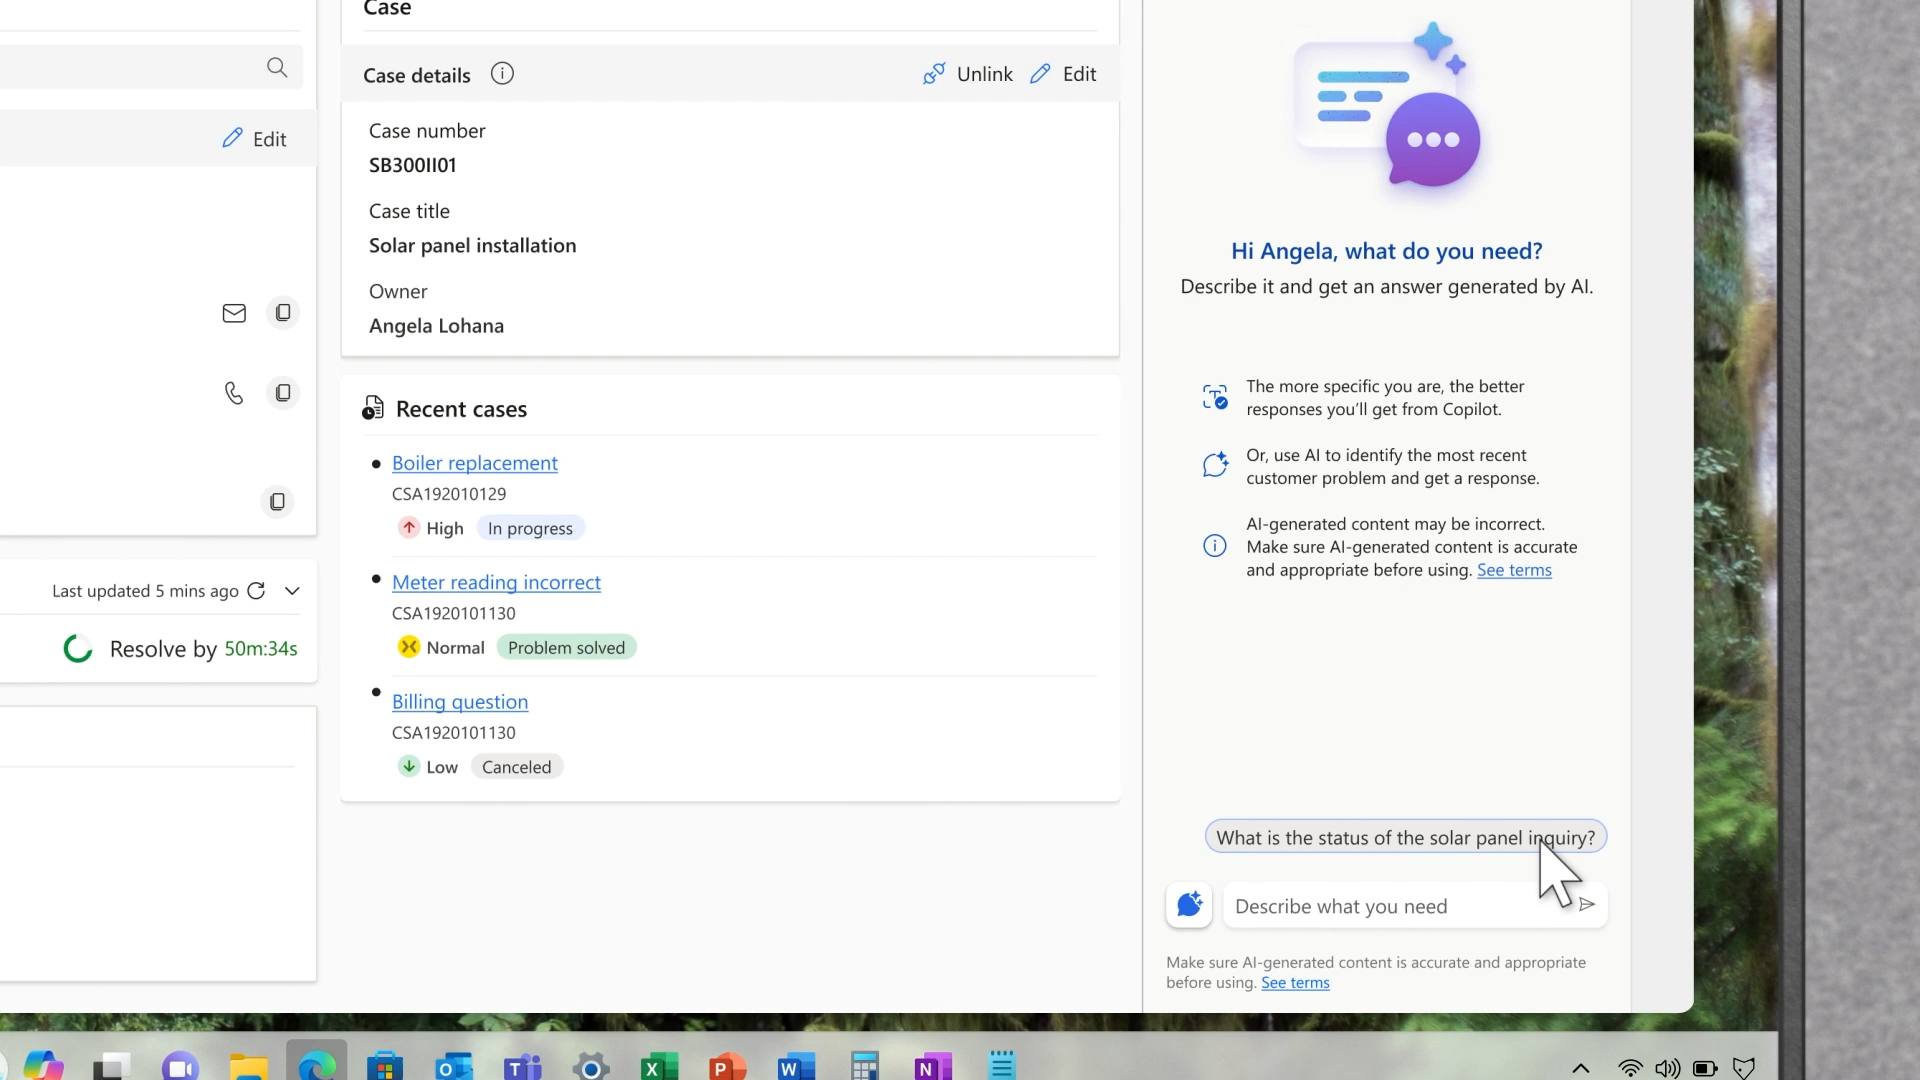 Case
Case details
Unlink
Edit
Edit
Case number
SB300II01
Case title
Solar panel installation
Owner
Angela Lohana
Last updated 5 mins ago
Resolve by 50m:34s
Recent cases
Boiler replacement
CSA192010129
High
In progress
Meter reading incorrect
CSA1920101130
Normal
Problem solved
Billing question
CSA1920101130
Low
Canceled
Hi Angela, what do you need?
Describe it and get an answer generated by AI.
The more specific you are, the better
responses you'll get from Copilot.
Or, use AI to identify the most recent
customer problem and get a response.
AI-generated content may be incorrect.
Make sure AI-generated content is accurate
and appropriate before using. See terms
What is the status of the solar panel inquiry?
Describe what you need
Make sure AI-generated content is accurate and appropriate
before using. See terms